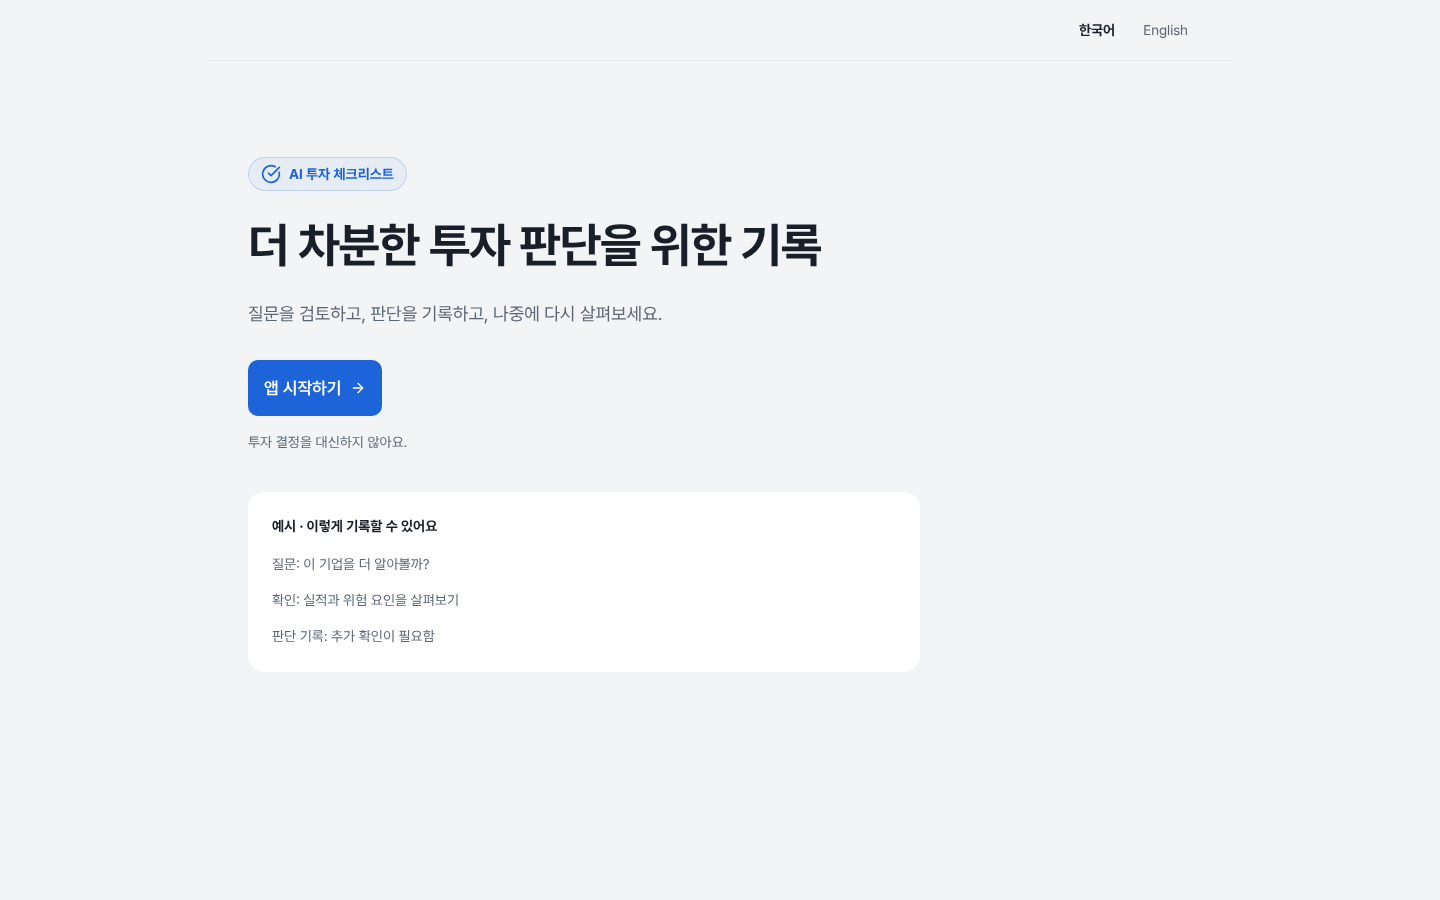 한국어 English
AI 투자 체크리스트
더 차분한 투자 판단을 위한 기록
질문을 검토하고, 판단을 기록하고, 나중에 다시 살펴보세요.
앱 시작하기 →
투자 결정을 대신하지 않아요.
예시 · 이렇게 기록할 수 있어요
질문: 이 기업을 더 알아볼까?
확인: 실적과 위험 요인을 살펴보기
판단 기록: 추가 확인이 필요함